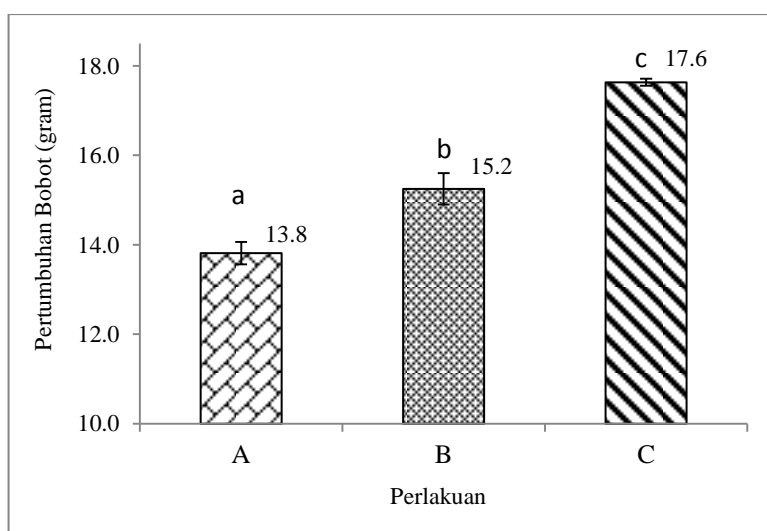 Pertumbuhan Bobot (gram)
18.0
16.0
14.0
12.0
10.0
a
13.8
b
15.2
c 17.6
A B C
Perlakuan